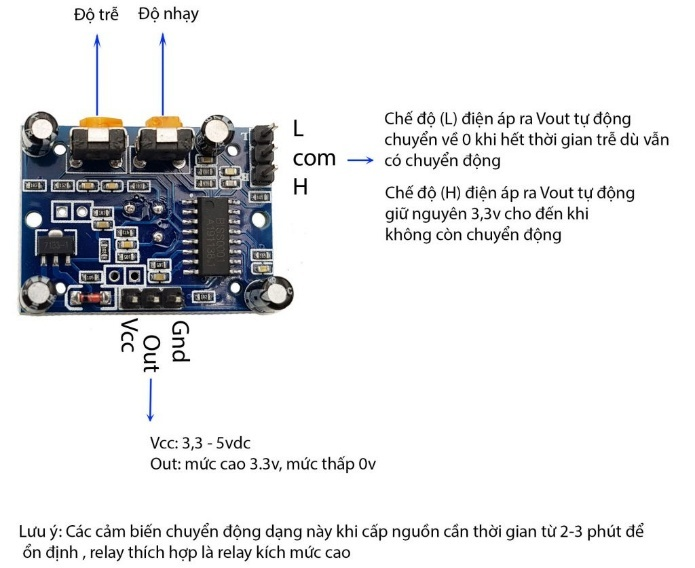 Độ trễ
Độ nhạy
L
com
H
Chế độ (L) điện áp ra Vout tự động
chuyển về 0 khi hết thời gian trễ dù vẫn
có chuyển động
Chế độ (H) điện áp ra Vout tự động
giữ nguyên 3,3v cho đến khi
không còn chuyển động
Vcc
Out
Gnd
Vcc: 3,3 - 5vdc
Out: mức cao 3.3v, mức thấp 0v
Lưu ý: Các cảm biến chuyển động dạng này khi cấp nguồn cần thời gian từ 2-3 phút để
ổn định , relay thích hợp là relay kích mức cao